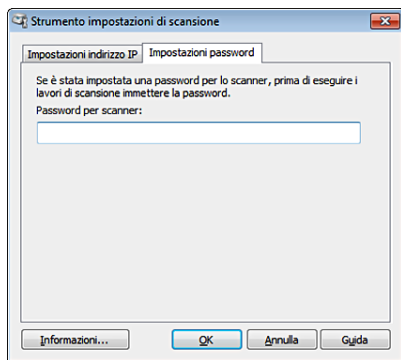 Strumento impostazioni di scansione
Impostazioni indirizzo IP Impostazioni password
Se è stata impostata una password per lo scanner, prima di eseguire i
lavori di scansione immettere la password.
Password per scanner:
Informazioni... OK Annulla Guida